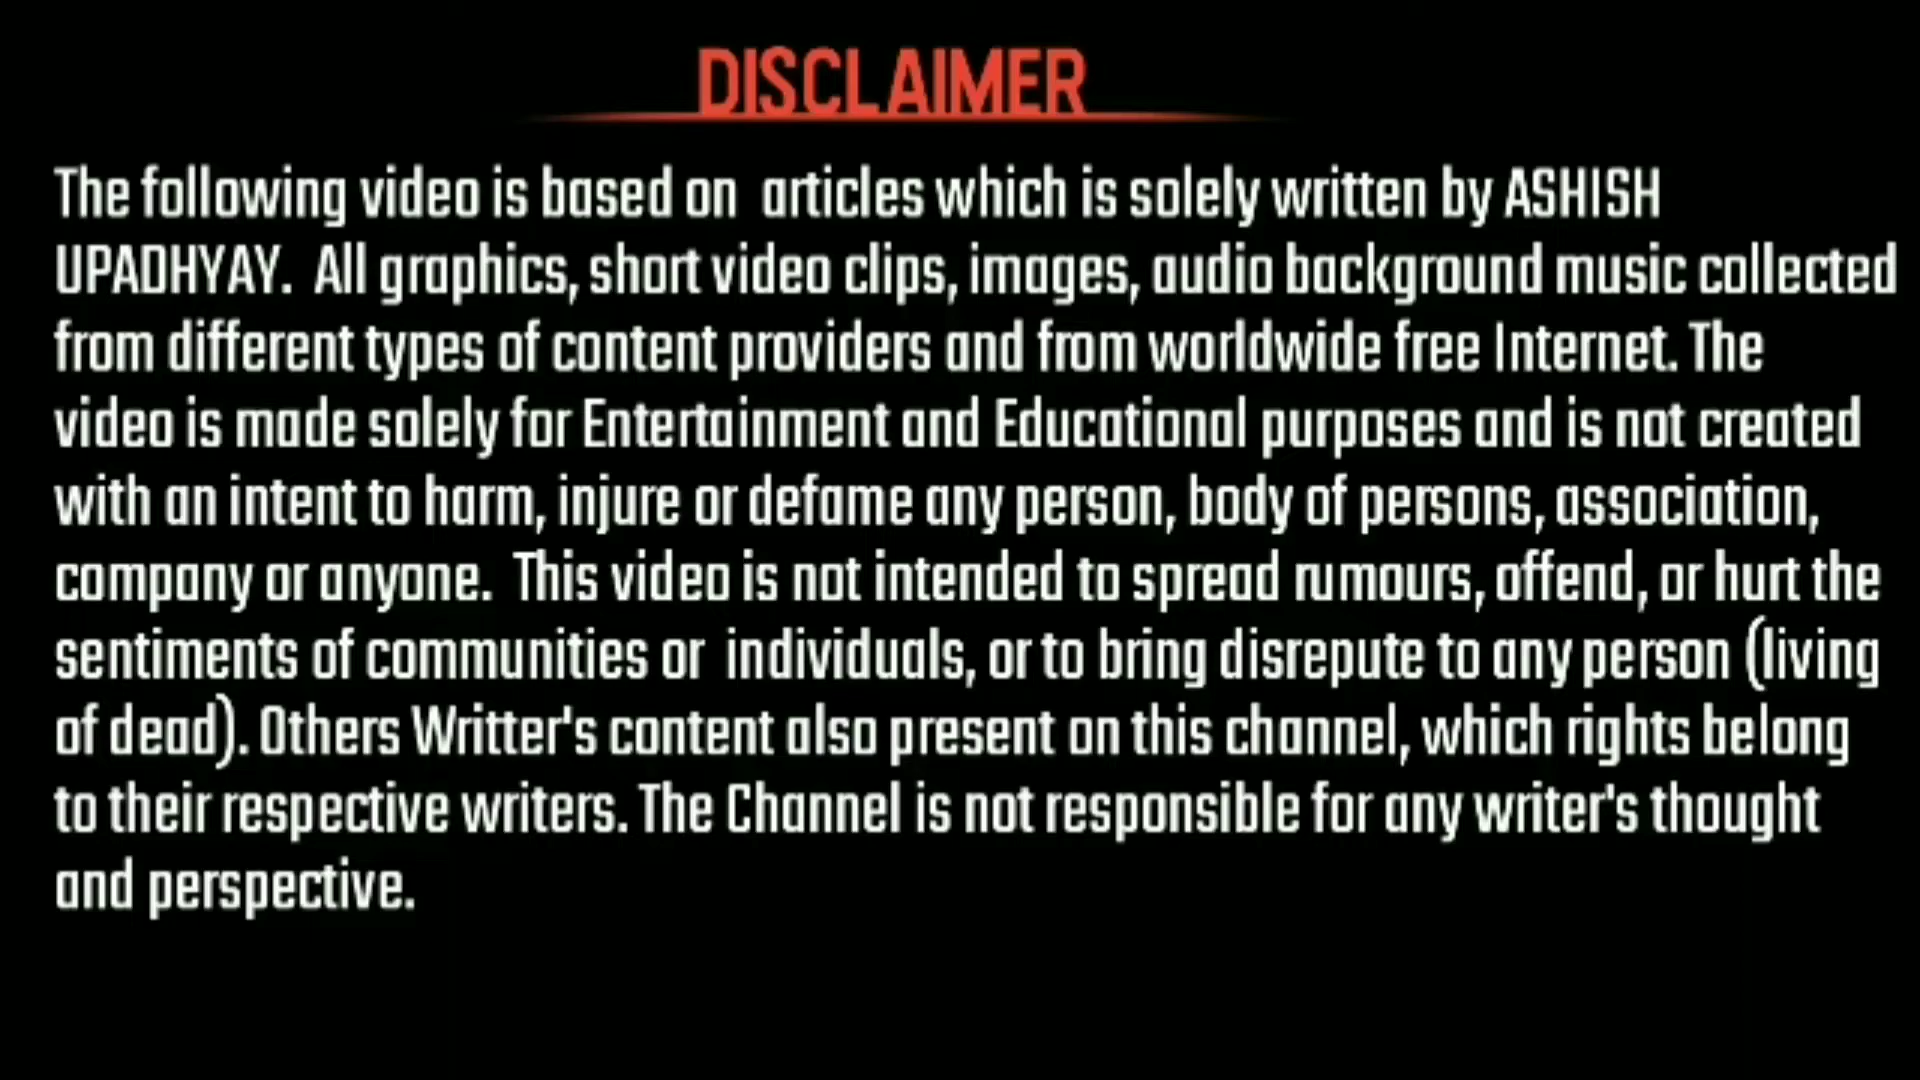 DISCLAIMER
The following video is based on articles which is solely written by ASHISH
UPADHYAY. All graphics, short video clips, images, audio background music collected
from different types of content providers and from worldwide free Internet. The
video is made solely for Entertainment and Educational purposes and is not created
with an intent to harm, injure or defame any person, body of persons, association,
company or anyone. This video is not intended to spread rumours, offend, or hurt the
sentiments of communities or individuals, or to bring disrepute to any person (living
of dead). Others Writter's content also present on this channel, which rights belong
to their respective writers. The Channel is not responsible for any writer's thought
and perspective.